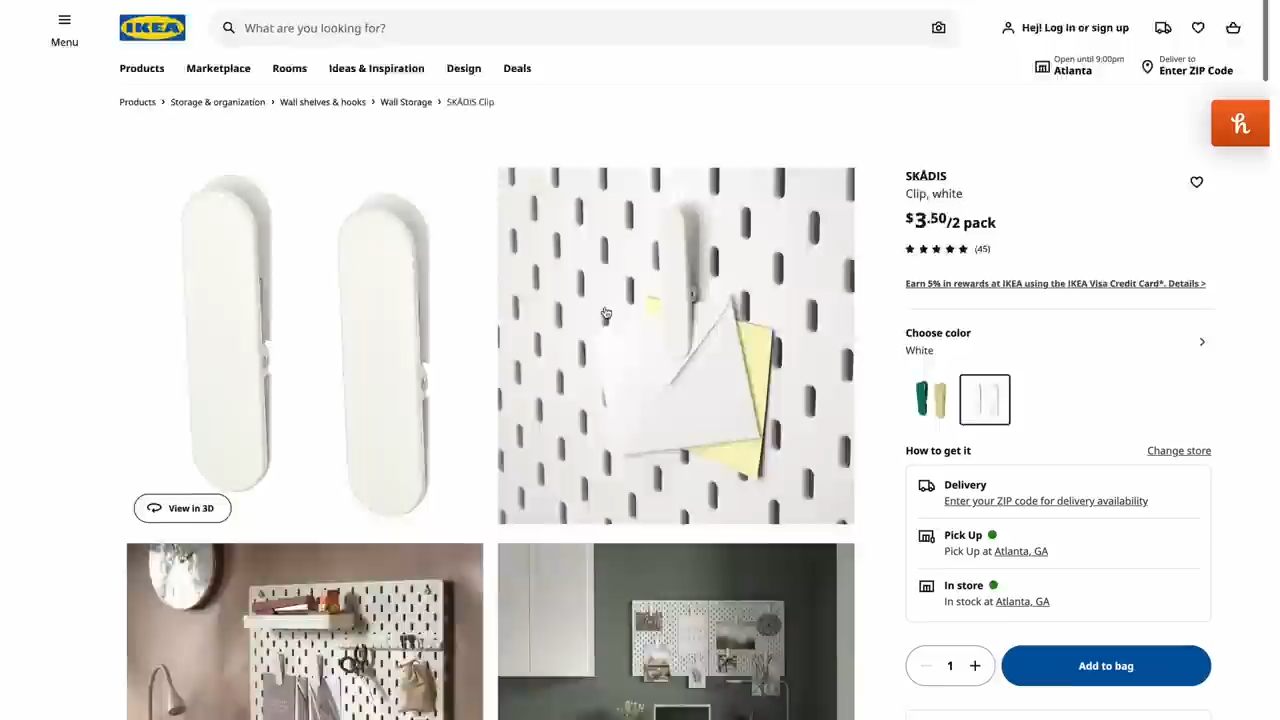 Menu
IKEA
What are you looking for?
Hej! Log in or sign up
Products
Marketplace
Rooms
Ideas & Inspiration
Design
Deals
Open until 9:00pm
Atlanta
Deliver to
Enter ZIP Code
Products › Storage & organization › Wall shelves & hooks › Wall Storage › SKÅDIS Clip
h
SKÅDIS
Clip, white
$3.50/2 pack
(45)
Earn 5% in rewards at IKEA using the IKEA Visa Credit Card*. Details >
Choose color
White
How to get it
Change store
Delivery
Enter your ZIP code for delivery availability
Pick Up
Pick Up at Atlanta, GA
In store
In stock at Atlanta, GA
View in 3D
1
Add to bag